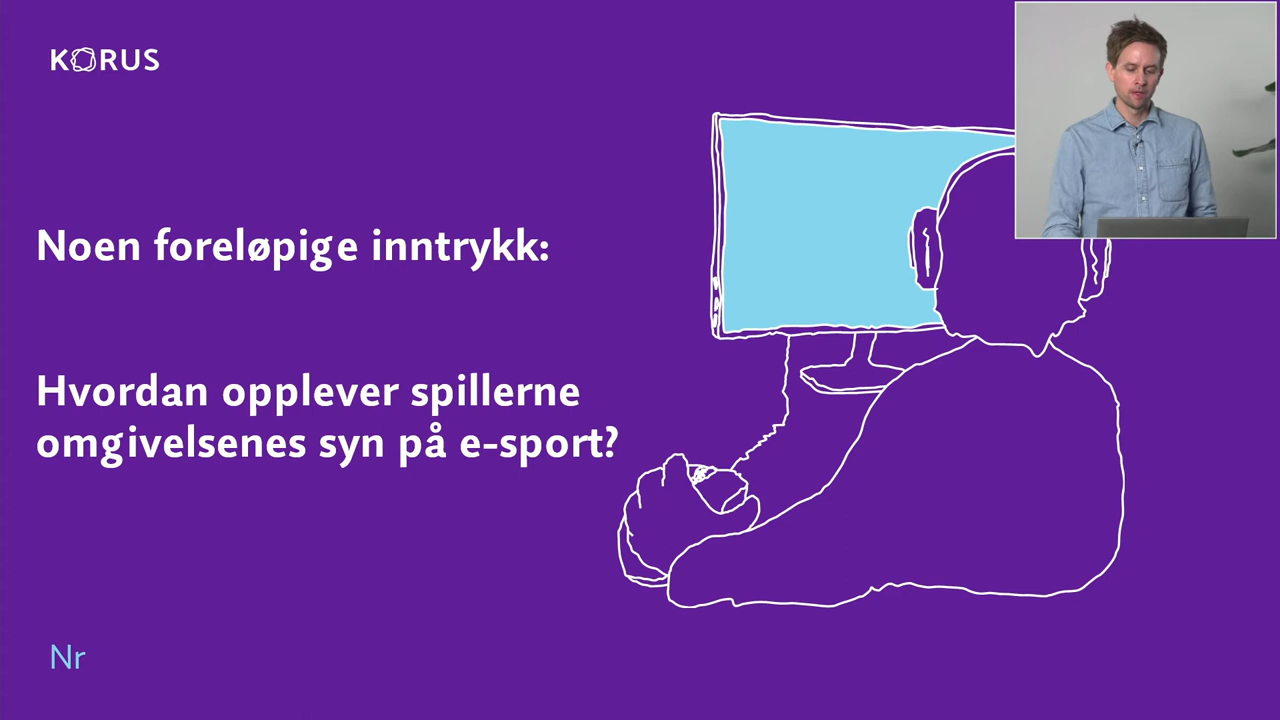 KORUS
Noen foreløpige inntrykk:
Hvordan opplever spillerne
omgivelsenes syn på e-sport?
Nr